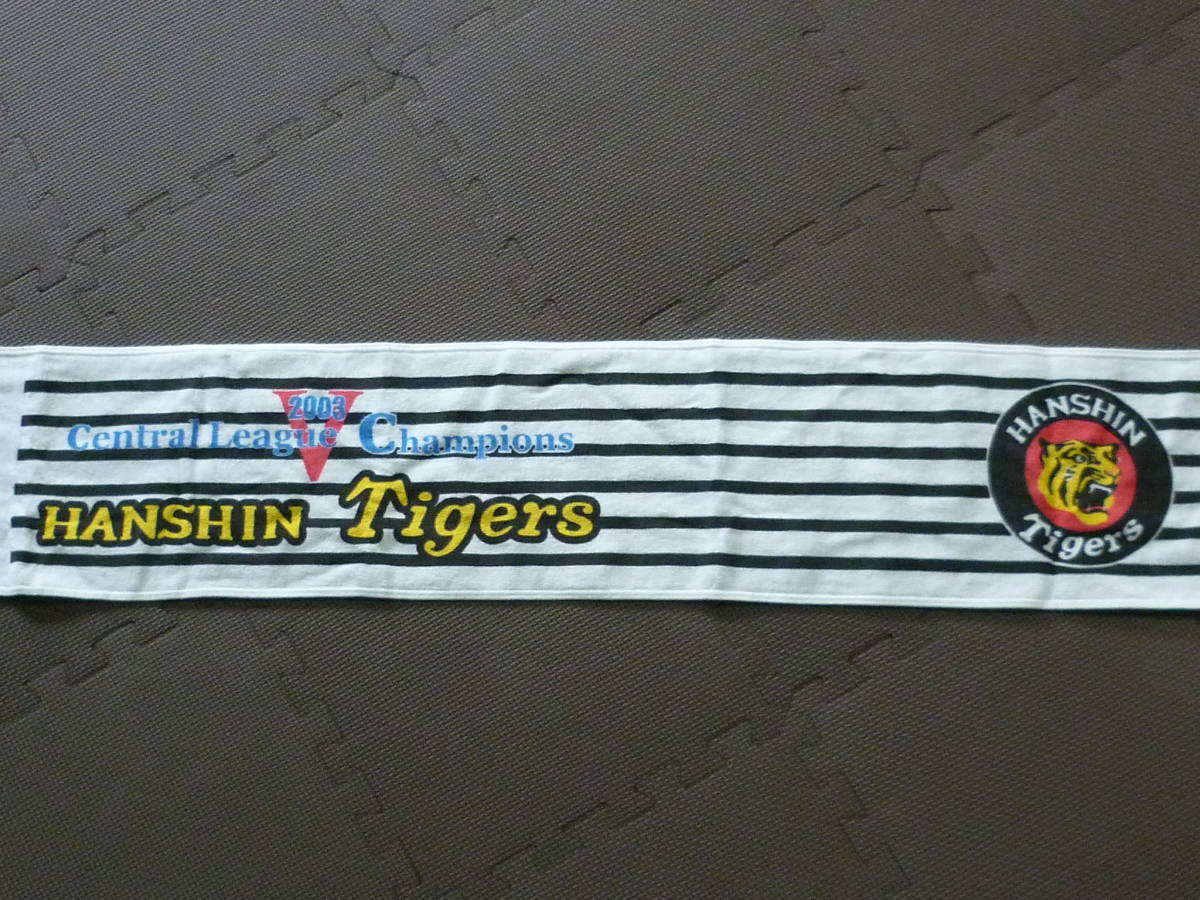 2003
Central League Champions
HANSHIN Tigers
HANSHIN
Tigers